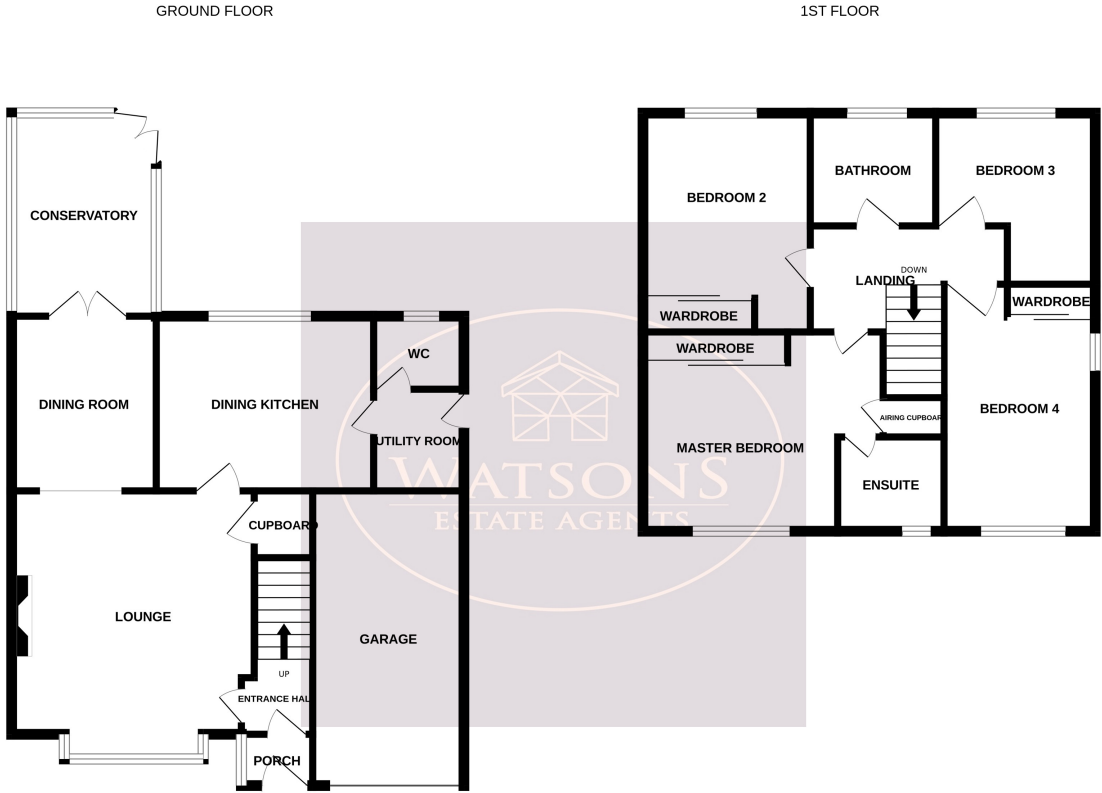 GROUND FLOOR
1ST FLOOR
CONSERVATORY
DINING ROOM
DINING KITCHEN
WC
UTILITY ROOM
CUPBOARD
LOUNGE
GARAGE
UP
ENTRANCE HAL
PORCH
BEDROOM 2
BATHROOM
BEDROOM 3
LANDING
DOWN
WARDROBE
WARDROBE
WARDROBE
BEDROOM 4
AIRING CUPBOAR
MASTER BEDROOM
ENSUITE
WATSONS
ESTATE AGENTS